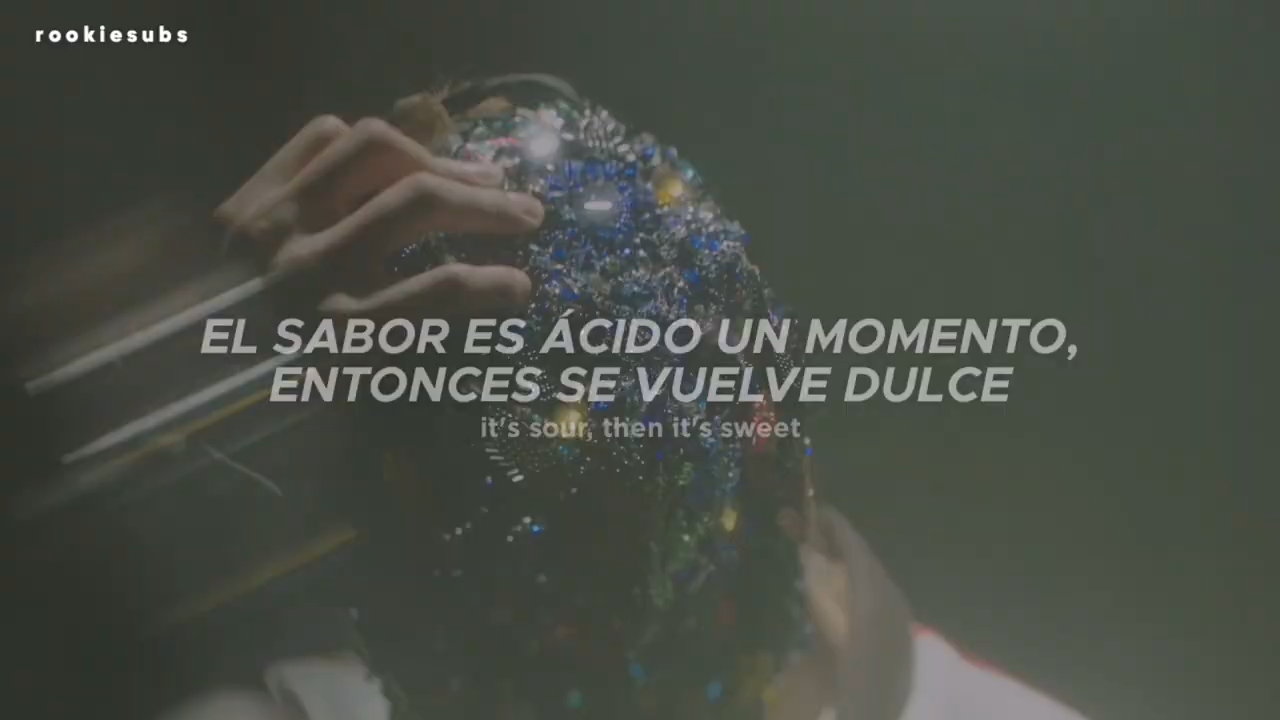 rookiesubs
EL SABOR ES ÁCIDO UN MOMENTO,
ENTONCES SE VUELVE DULCE
it's sour, then it's sweet